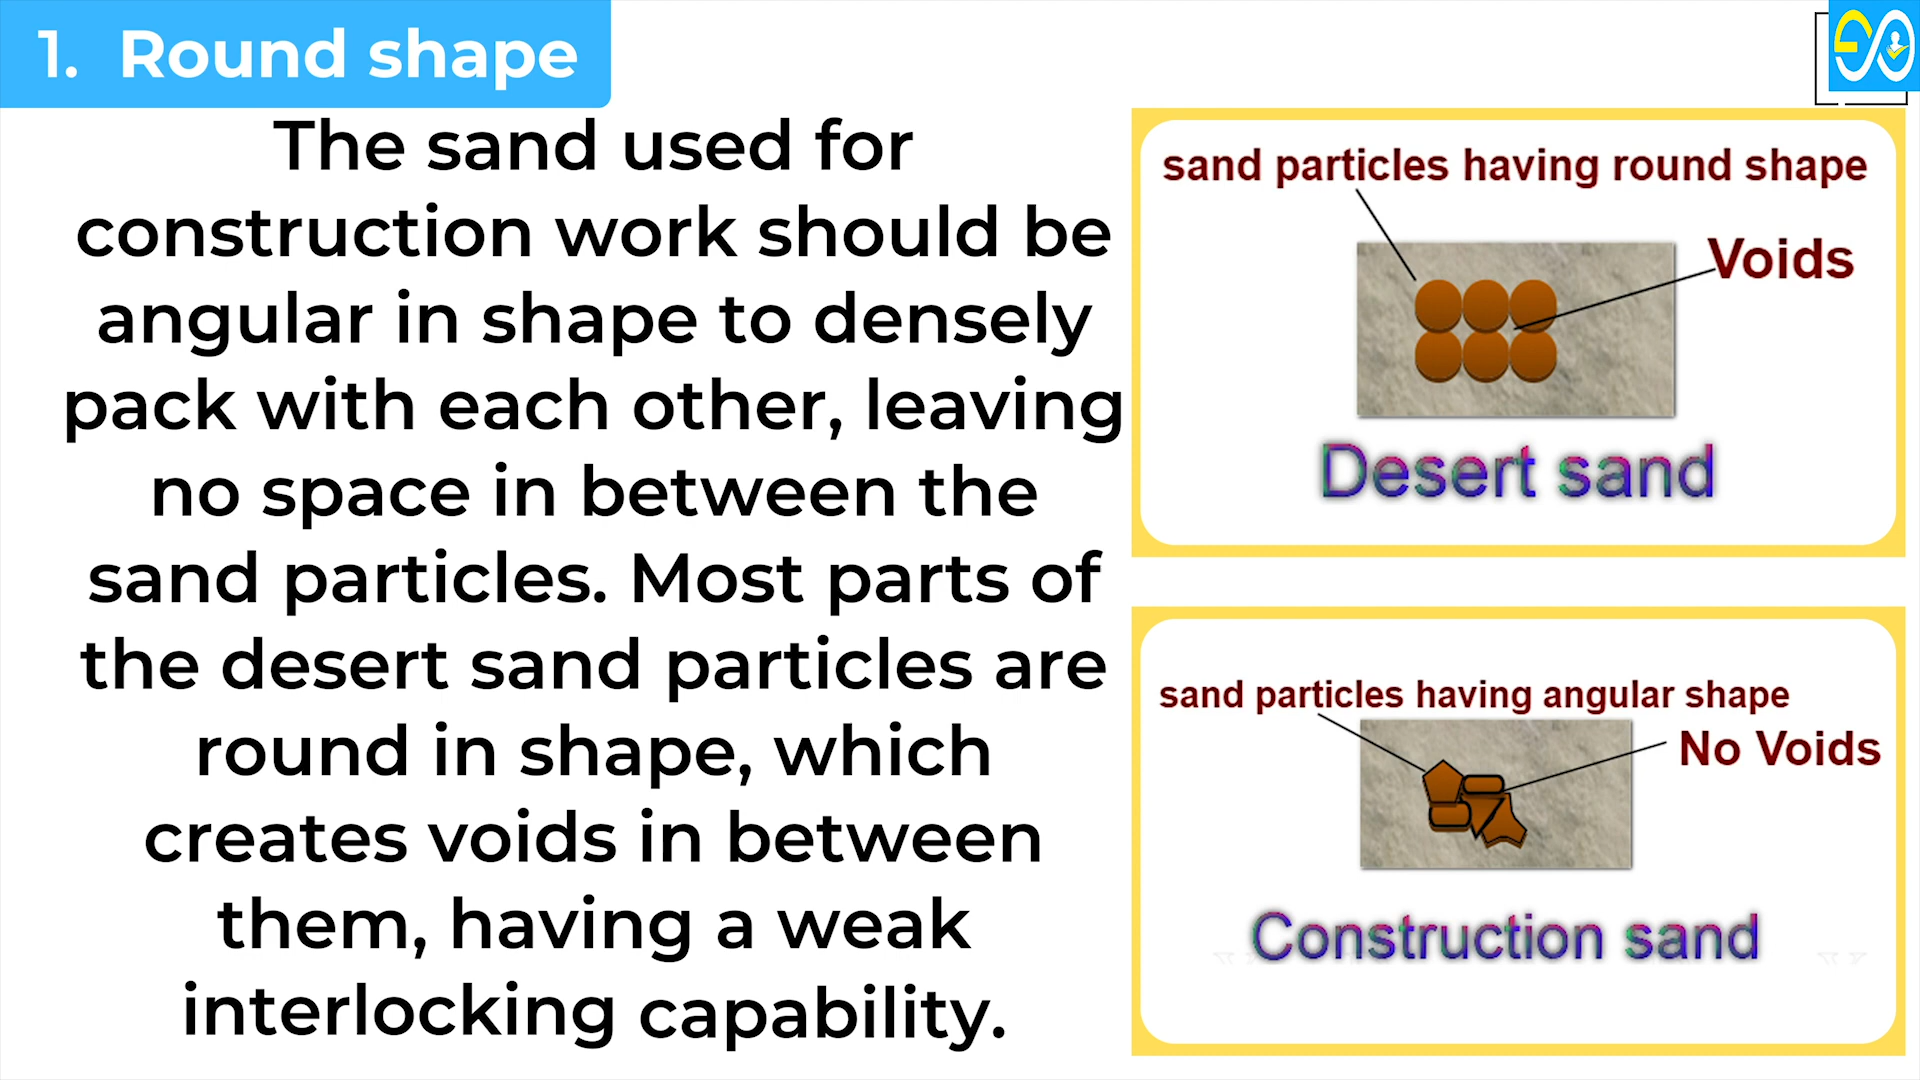 1. Round shape
The sand used for
construction work should be
angular in shape to densely
pack with each other, leaving
no space in between the
sand particles. Most parts of
the desert sand particles are
round in shape, which
creates voids in between
them, having a weak
interlocking capability.
sand particles having round shape
Voids
Desert sand
sand particles having angular shape
No Voids
Construction sand